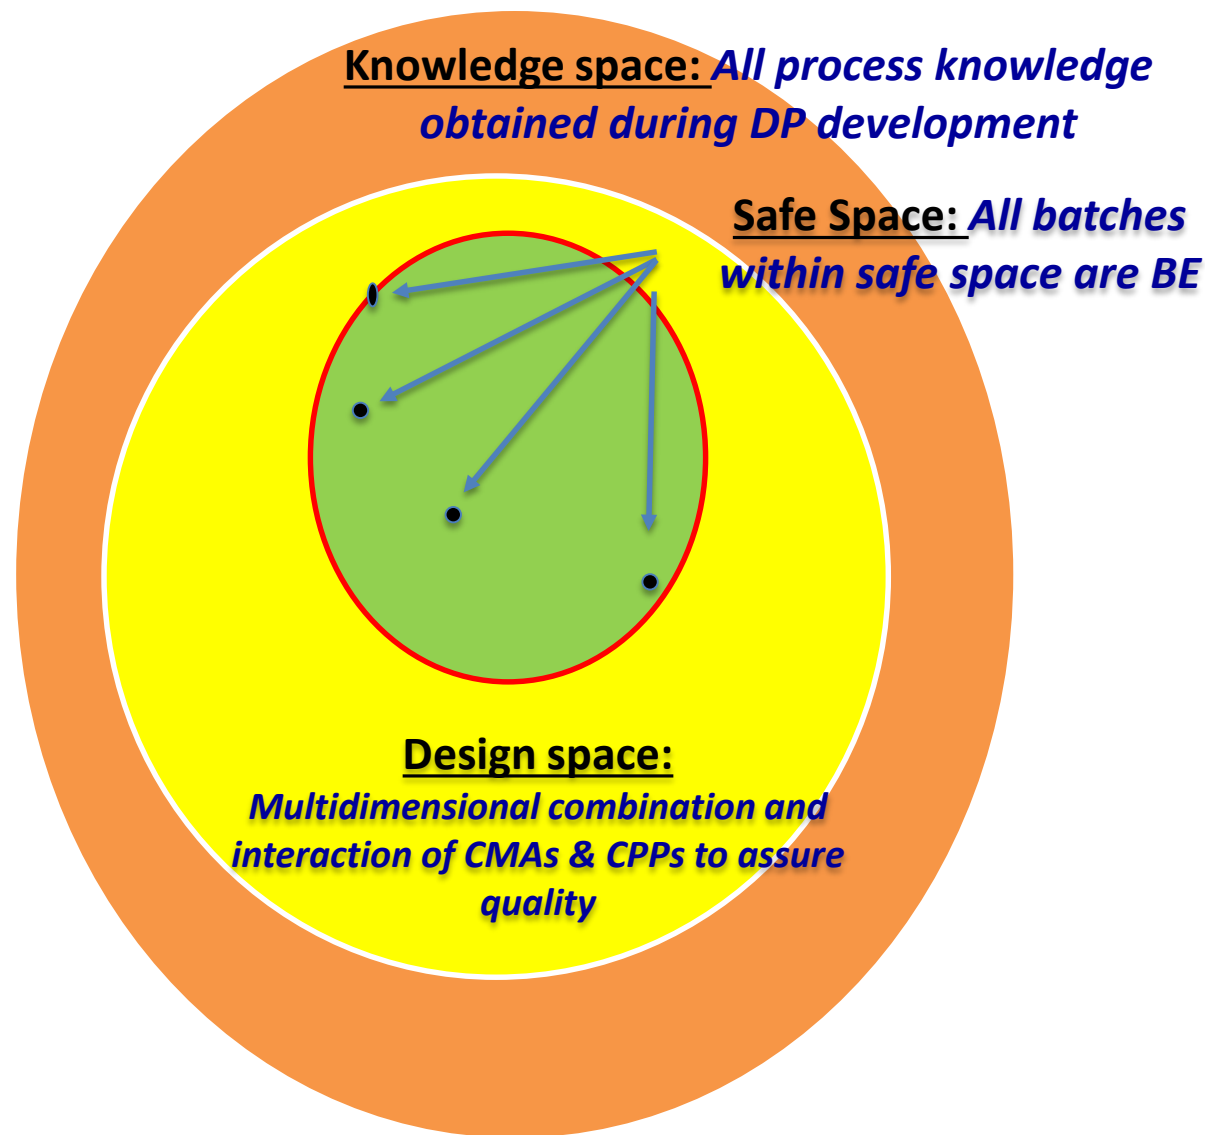 Knowledge space: All process knowledge
obtained during DP development
Safe Space: All batches
within safe space are BE
Design space:
Multidimensional combination and
interaction of CMAs & CPPs to assure
quality